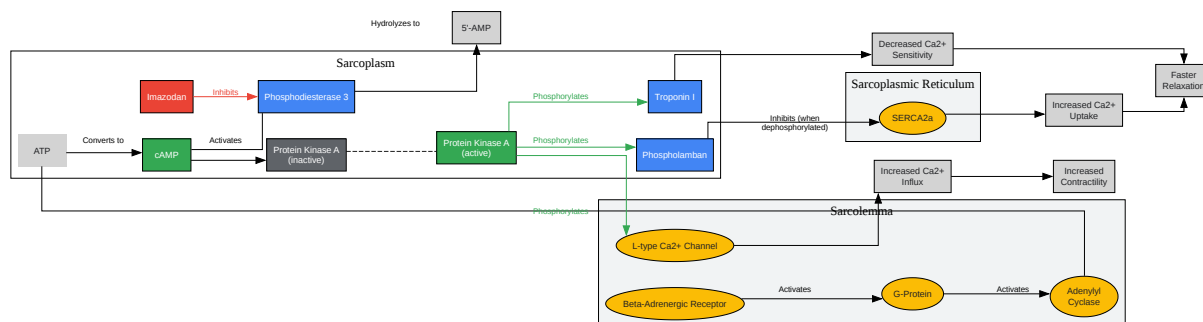 Hydrolyzes to
5'-AMP
Sarcoplasm
Decreased Ca2+
Sensitivity
Faster
Relaxation
Imazodan
Inhibits
Phosphodiesterase 3
Phosphorylates
Troponin I
Sarcoplasmic Reticulum
SERCA2a
Increased Ca2+
Uptake
Inhibits (when
dephosphorylated)
ATP
Converts to
cAMP
Activates
Protein Kinase A
(inactive)
Protein Kinase A
(active)
Phosphorylates
Phospholamban
Increased Ca2+
Influx
Increased
Contractility
Phosphorylates
Sarcolemma
L-type Ca2+ Channel
Beta-Adrenergic Receptor
Activates
G-Protein
Activates
Adenylyl
Cyclase